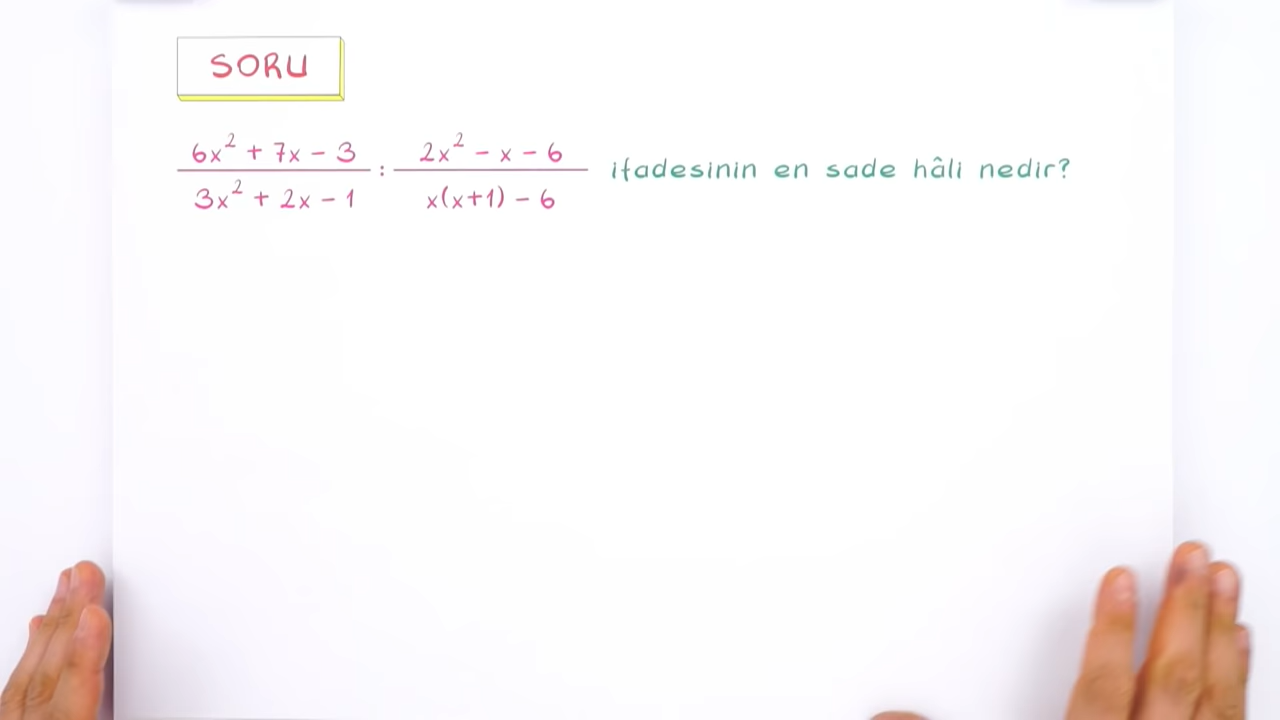 SORU
6x² + 7x - 3 / 3x² + 2x - 1 : 2x² - x - 6 / x(x+1) - 6 ifadesinin en sade hâli nedir?